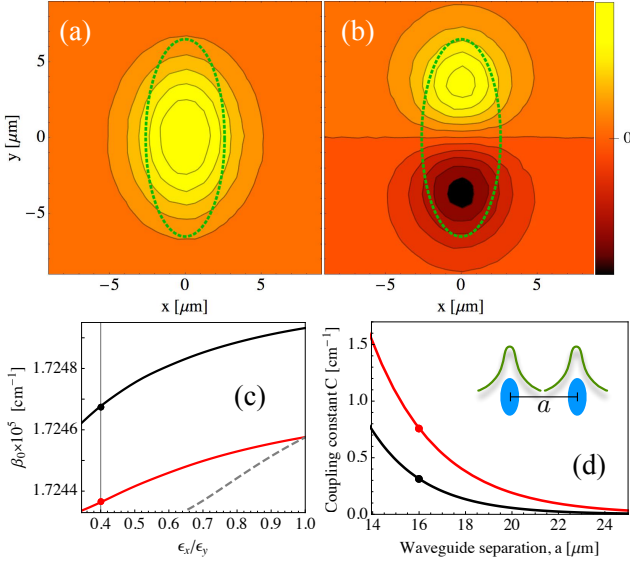 (a)
(b)
5
0
−5
y [μm]
0
−5
0
5
−5
0
5
x [μm]
x [μm]
1.7248
1.7246
1.7244
β₀×10⁵ [cm⁻¹]
(c)
0.4
0.5
0.6
0.7
0.8
0.9
1.0
ϵₓ/ϵᵧ
1.5
1.0
0.5
0.0
Coupling constant C [cm⁻¹]
a
(d)
14
16
18
20
22
24
Waveguide separation, a [μm]